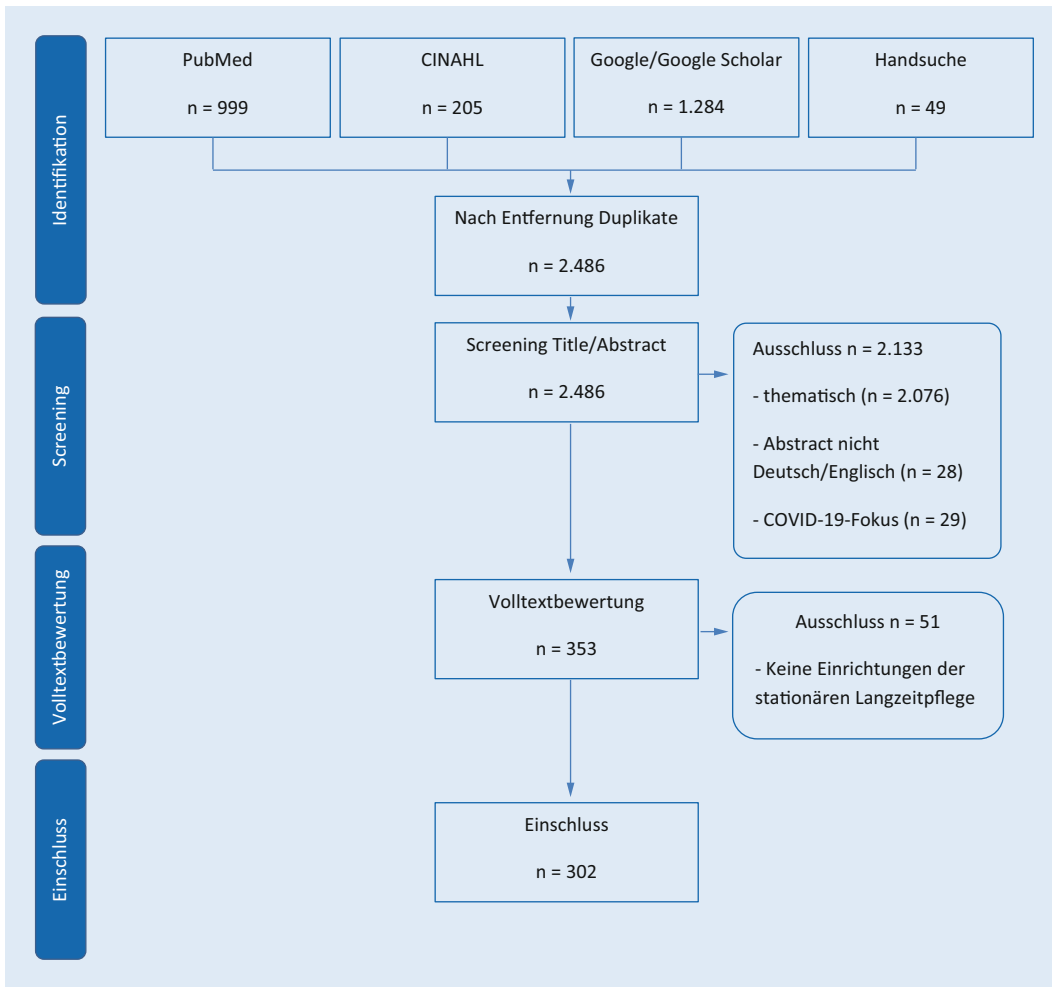 Identifikation
PubMed
n = 999
CINAHL
n = 205
Google/Google Scholar
n = 1.284
Handsuche
n = 49
Nach Entfernung Duplikate
n = 2.486
Screening
Screening Title/Abstract
n = 2.486
Ausschluss n = 2.133
- thematisch (n = 2.076)
- Abstract nicht
Deutsch/Englisch (n = 28)
- COVID-19-Fokus (n = 29)
Volltextbewertung
Volltextbewertung
n = 353
Ausschluss n = 51
- Keine Einrichtungen der
stationären Langzeitpflege
Einschluss
Einschluss
n = 302